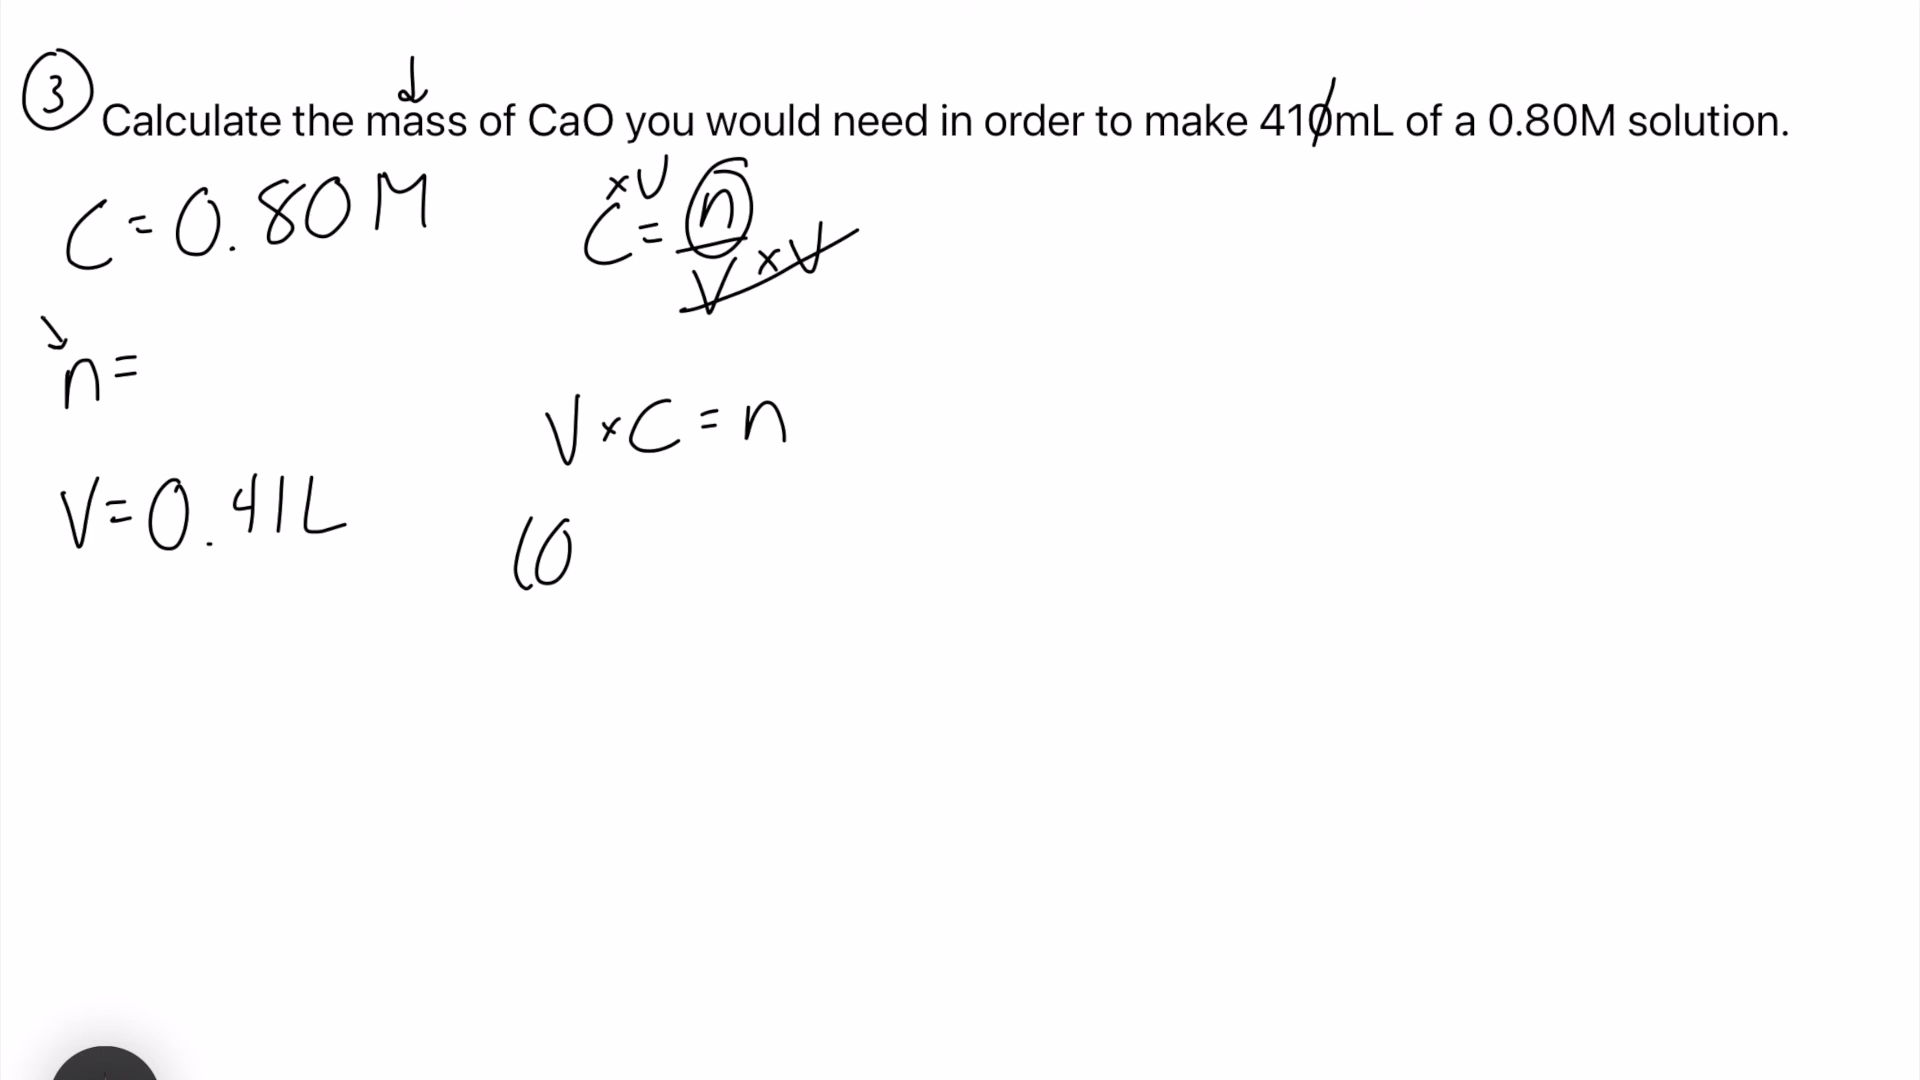 ③ Calculate the mass of CaO you would need in order to make 410mL of a 0.80M solution.
C = 0.80 M
xV
C = n
V x V
n =
V x C = n
V = 0.41 L
(0